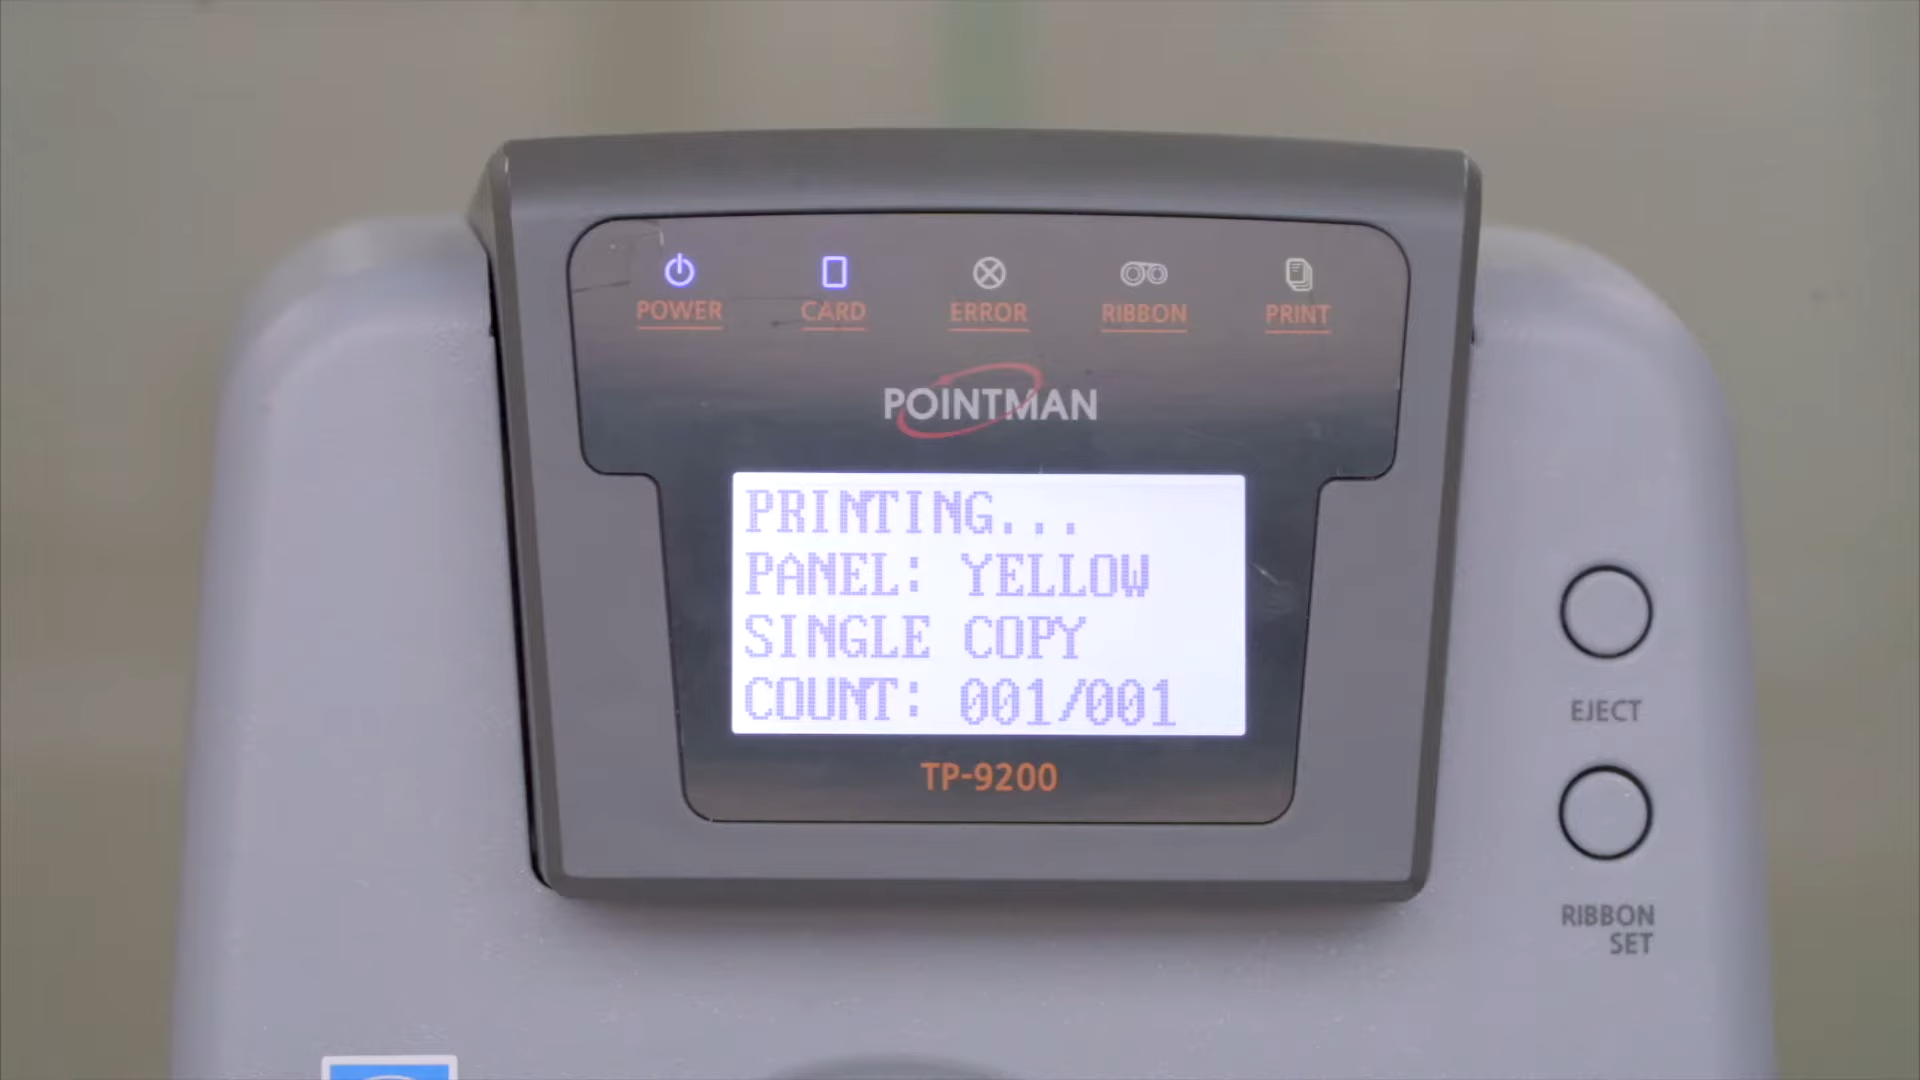 POWER CARD ERROR RIBBON PRINT
POINTMAN
PRINTING...
PANEL: YELLOW
SINGLE COPY
COUNT: 001/001
TP-9200
EJECT
RIBBON
SET